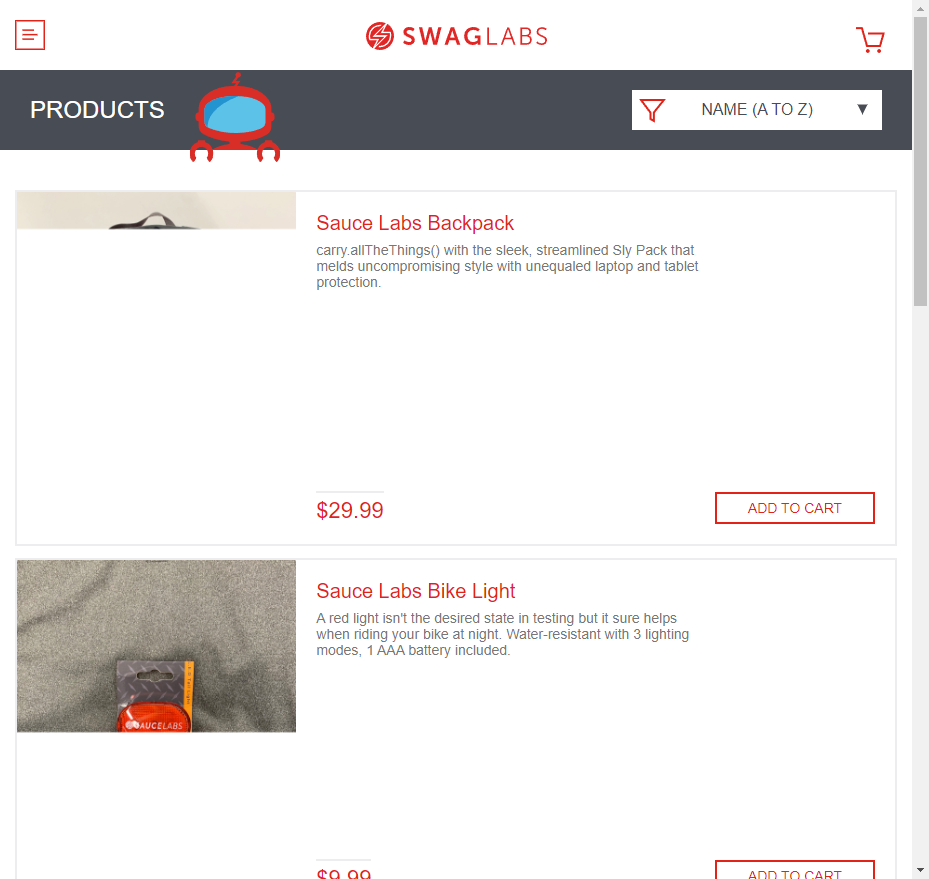 SWAGLABS
PRODUCTS
NAME (A TO Z)
Sauce Labs Backpack
carry.allTheThings() with the sleek, streamlined Sly Pack that
melds uncompromising style with unequaled laptop and tablet
protection.
$29.99
ADD TO CART
Sauce Labs Bike Light
A red light isn't the desired state in testing but it sure helps
when riding your bike at night. Water-resistant with 3 lighting
modes, 1 AAA battery included.
SAUCELABS
$9.99
ADD TO CART